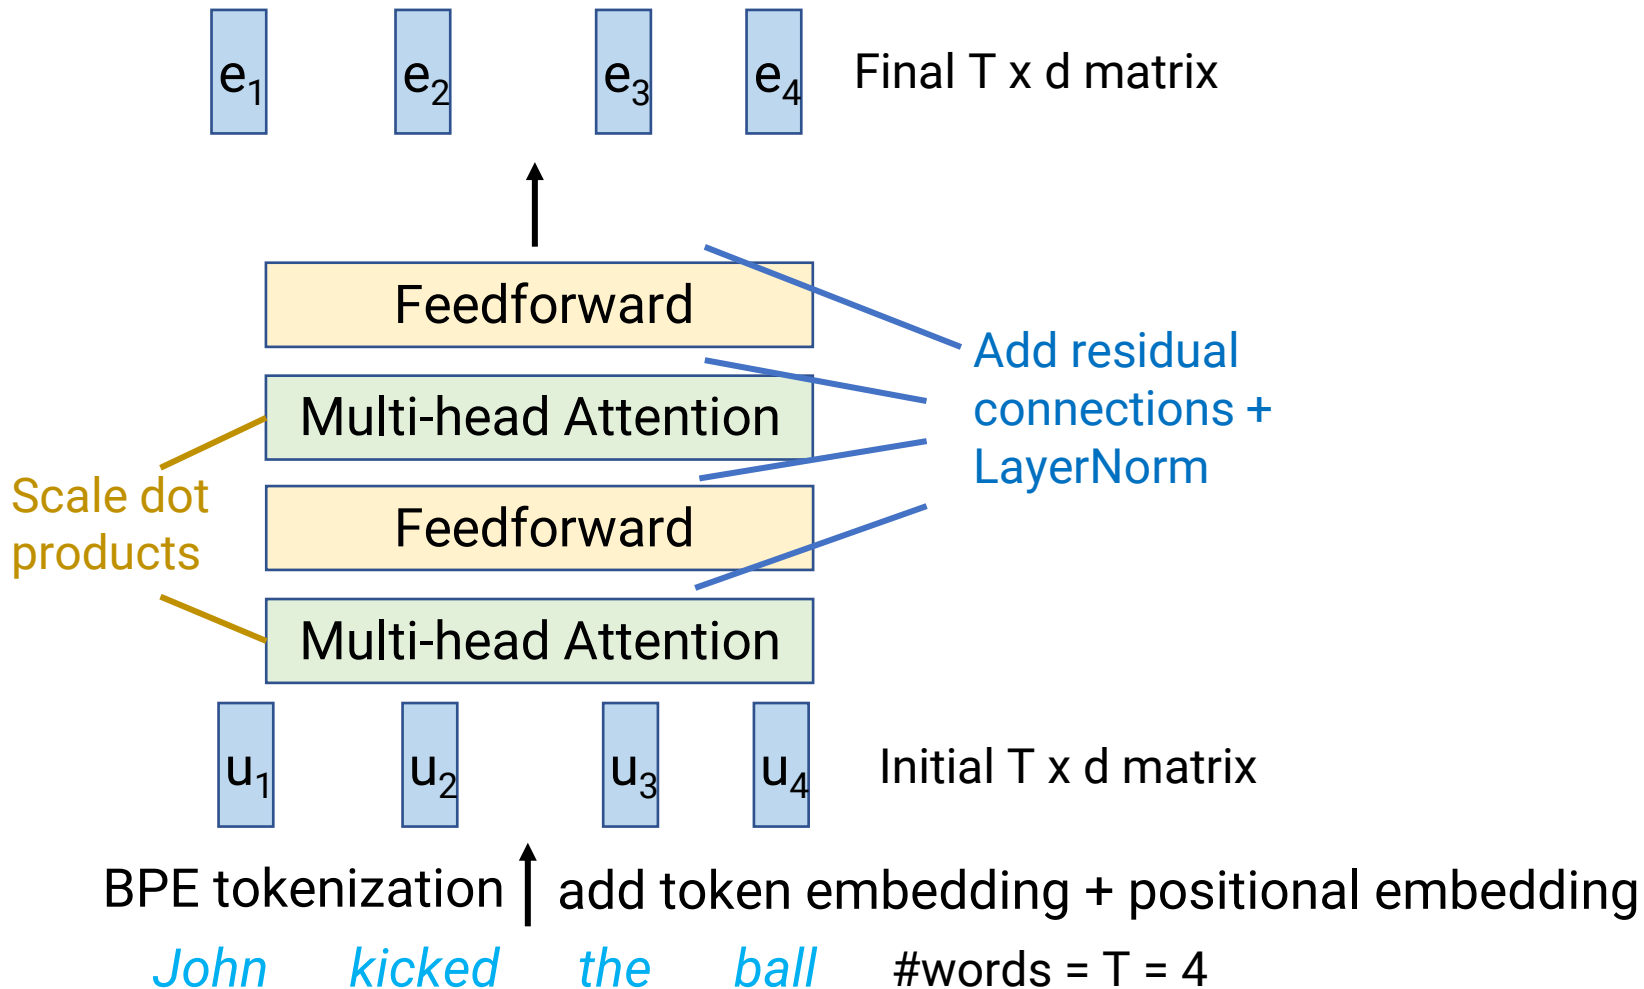 e1 e2 e3 e4 Final T x d matrix
Feedforward
Add residual
connections +
LayerNorm
Multi-head Attention
Scale dot
products
Feedforward
Multi-head Attention
u1 u2 u3 u4 Initial T x d matrix
BPE tokenization add token embedding + positional embedding
John kicked the ball #words = T = 4